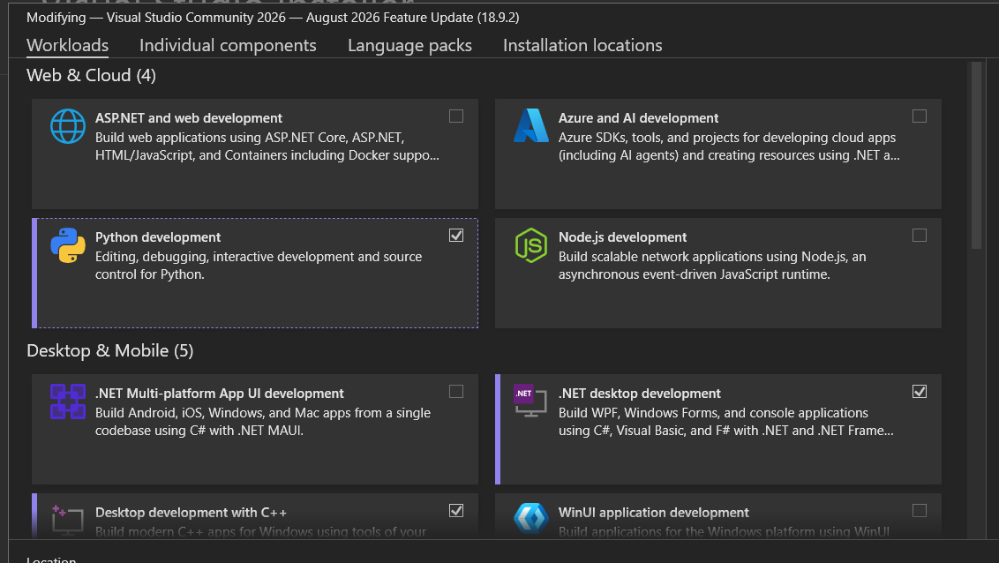 Modifying — Visual Studio Community 2026 — August 2026 Feature Update (18.9.2)
Workloads Individual components Language packs Installation locations
Web & Cloud (4)
ASP.NET and web development
Build web applications using ASP.NET Core, ASP.NET,
HTML/JavaScript, and Containers including Docker suppo...
Azure and AI development
Azure SDKs, tools, and projects for developing cloud apps
(including AI agents) and creating resources using .NET a...
Python development
Editing, debugging, interactive development and source
control for Python.
JS
Node.js development
Build scalable network applications using Node.js, an
asynchronous event-driven JavaScript runtime.
Desktop & Mobile (5)
.NET Multi-platform App UI development
Build Android, iOS, Windows, and Mac apps from a single
codebase using C# with .NET MAUI.
.NET
.NET desktop development
Build WPF, Windows Forms, and console applications
using C#, Visual Basic, and F# with .NET and .NET Frame...
Desktop development with C++
Build modern C++ apps for Windows using tools of your
WinUI application development
Build applications for the Windows platform using WinUI
Location